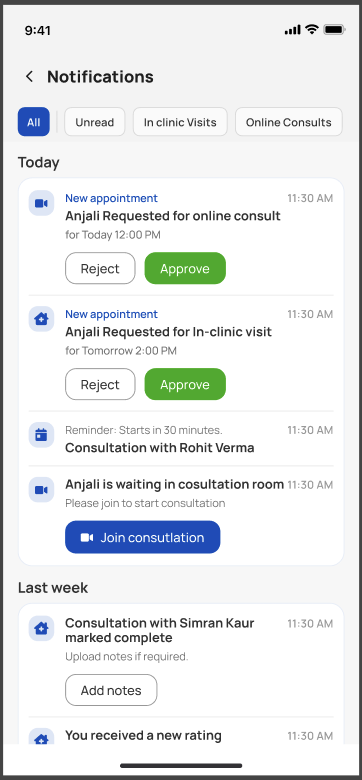 9:41
Notifications
All
Unread
In clinic Visits
Online Consults
Today
New appointment
11:30 AM
Anjali Requested for online consult
for Today 12:00 PM
Reject
Approve
New appointment
11:30 AM
Anjali Requested for In-clinic visit
for Tomorrow 2:00 PM
Reject
Approve
Reminder: Starts in 30 minutes.
11:30 AM
Consultation with Rohit Verma
Anjali is waiting in cosultation room
11:30 AM
Please join to start consultation
Join consutlation
Last week
Consultation with Simran Kaur
11:30 AM
marked complete
Upload notes if required.
Add notes
You received a new rating
11:30 AM